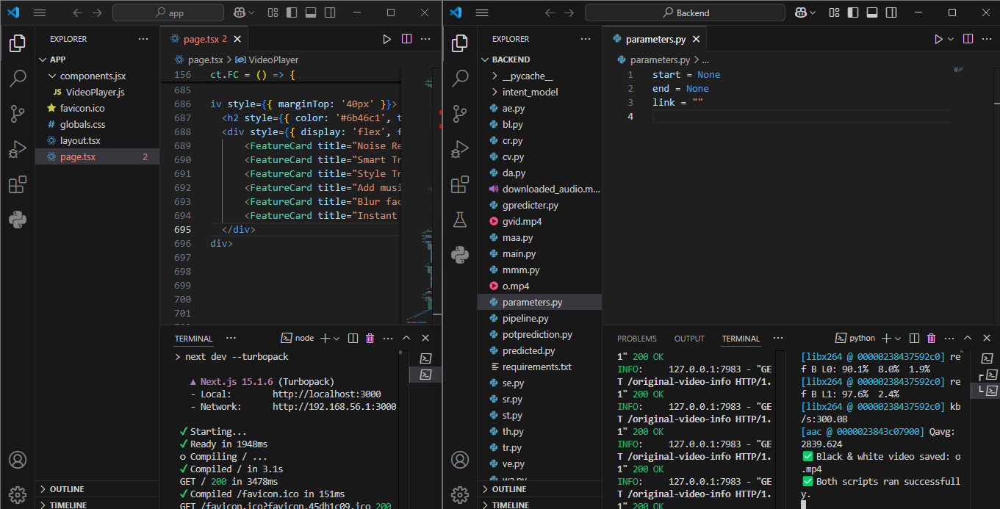 app
EXPLORER
APP
components.jsx
JS VideoPlayer.js
favicon.ico
# globals.css
layout.tsx
page.tsx 2
OUTLINE
TIMELINE
page.tsx 2
page.tsx > VideoPlayer
156 ct.FC = () => {
685
686 iv style={{ marginTop: '40px' }}>
687 <h2 style={{ color: '#6b46c1', t
688 <div style={{ display: 'flex', f
689 <FeatureCard title="Noise Re
690 <FeatureCard title="Smart Tr
691 <FeatureCard title="Style Tr
692 <FeatureCard title="Add musi
693 <FeatureCard title="Blur fac
694 <FeatureCard title="Instant
695 </div>
696 div>
697
698
699
700
701
TERMINAL
node
> next dev --turbopack
▲ Next.js 15.1.6 (Turbopack)
- Local: http://localhost:3000
- Network: http://192.168.56.1:3000
✓ Starting...
✓ Ready in 1948ms
○ Compiling / ...
✓ Compiled / in 3.1s
GET / 200 in 3478ms
✓ Compiled /favicon.ico in 151ms
GET /favicon.ico?favicon.45db1c09.ico 200
Backend
EXPLORER
BACKEND
__pycache__
intent_model
ae.py
bl.py
cr.py
cv.py
da.py
downloaded_audio.m...
gpredicter.py
gvid.mp4
maa.py
main.py
mmm.py
o.mp4
parameters.py
pipeline.py
potprediction.py
predicted.py
requirements.txt
se.py
sr.py
st.py
th.py
tr.py
ve.py
wa.py
OUTLINE
TIMELINE
parameters.py
parameters.py > ...
1 start = None
2 end = None
3 link = ""
4
PROBLEMS
OUTPUT
TERMINAL
python
1" 200 OK
INFO: 127.0.0.1:7983 - "GE
T /original-video-info HTTP/1.
1" 200 OK
INFO: 127.0.0.1:7983 - "GE
T /original-video-info HTTP/1.
1" 200 OK
INFO: 127.0.0.1:7983 - "GE
T /original-video-info HTTP/1.
1" 200 OK
INFO: 127.0.0.1:7983 - "GE
T /original-video-info HTTP/1.
1" 200 OK
[libx264 @ 00000238437592c0] re
f B L0: 90.1% 8.0% 1.9%
[libx264 @ 00000238437592c0] re
f B L1: 97.6% 2.4%
[libx264 @ 00000238437592c0] kb
/s:300.08
[aac @ 0000023843c07900] Qavg:
2839.624
✅ Black & white video saved: o
.mp4
✅ Both scripts ran successfull
y.